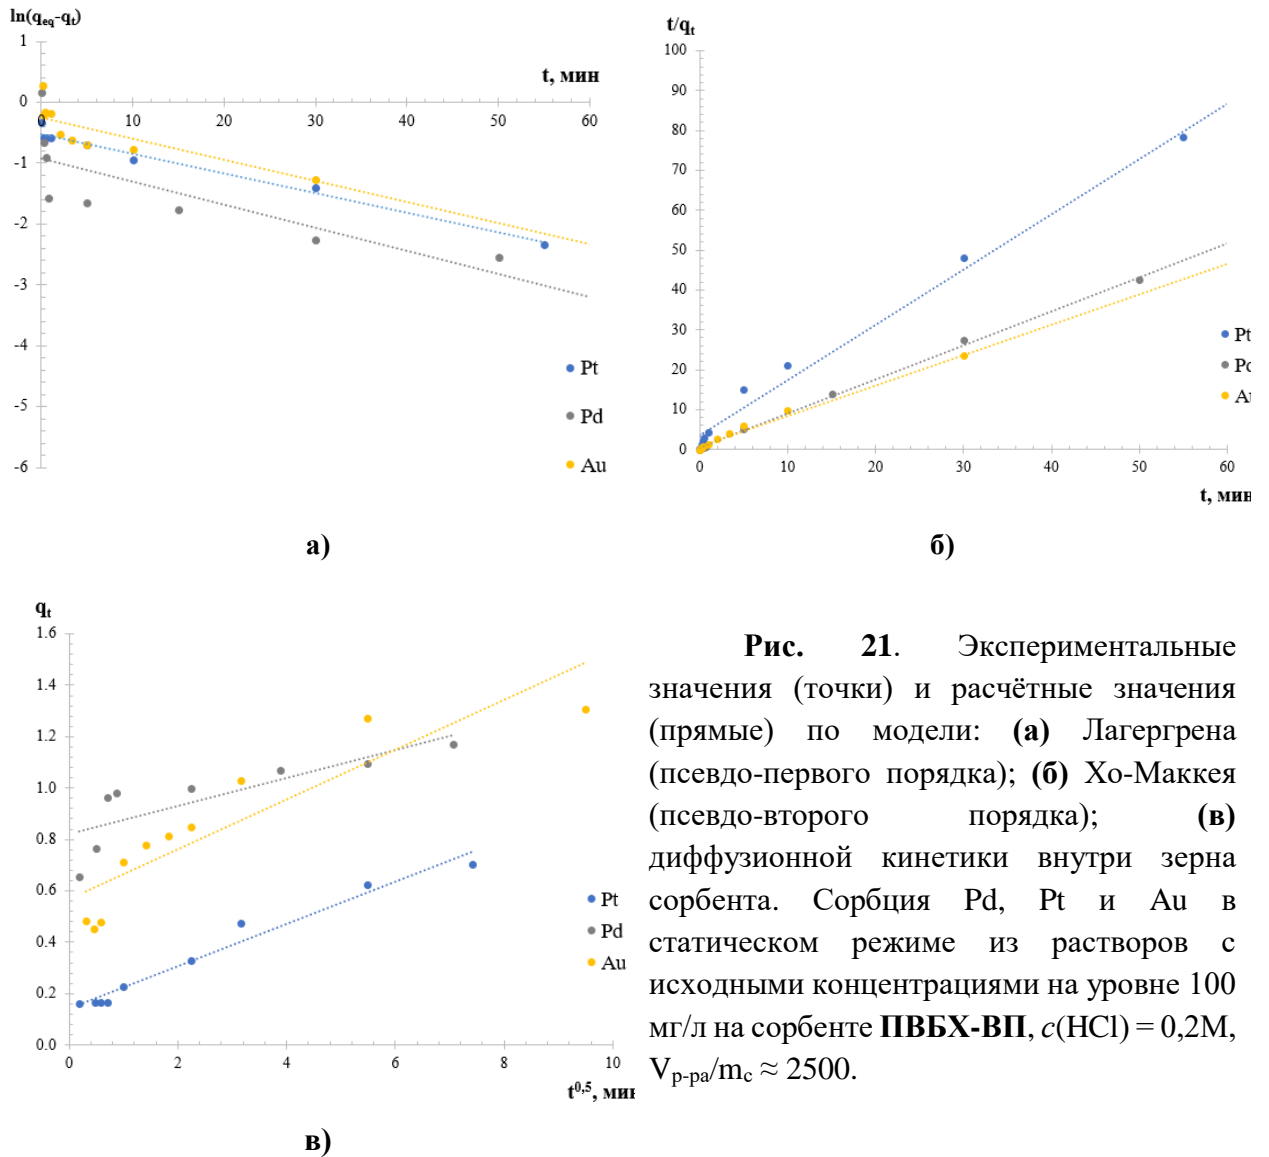 ln(qeq-qt)
t, мин
1
0
-1
-2
-3
-4
-5
-6
0
10
20
30
40
50
60
Pt
Pd
Au
а)
t/qt
100
90
80
70
60
50
40
30
20
10
0
0
10
20
30
40
50
60
t, мин
Pt
б)
qt
1.6
1.4
1.2
1.0
0.8
0.6
0.4
0.2
0.0
0
2
4
6
8
10
t0,5, мин
Pt
Pd
Au
в)
Рис. 21. Экспериментальные
значения (точки) и расчётные значения
(прямые) по модели: (а) Лагергрена
(псевдо-первого порядка); (б) Хо-Маккея
(псевдо-второго порядка); (в)
диффузионной кинетики внутри зерна
сорбента. Сорбция Pd, Pt и Au в
статическом режиме из растворов с
исходными концентрациями на уровне 100
мг/л на сорбенте ПВБХ-ВП, c(HCl) = 0,2М,
Vр-ра/mс ≈ 2500.